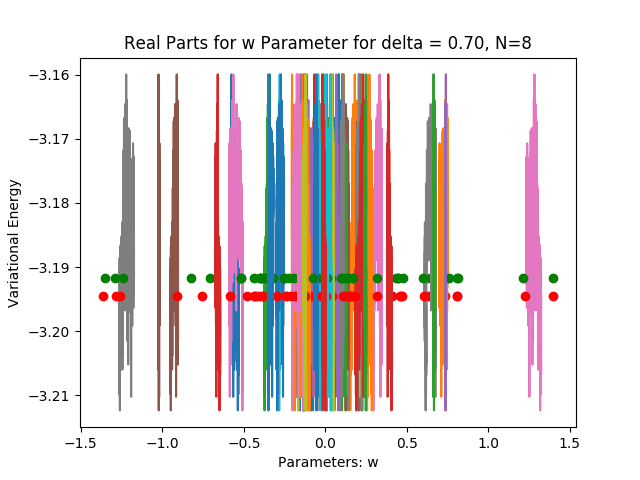 Real Parts for w Parameter for delta = 0.70, N=8
Variational Energy
−3.16
−3.17
−3.18
−3.19
−3.20
−3.21
−1.5 −1.0 −0.5 0.0 0.5 1.0 1.5
Parameters: w